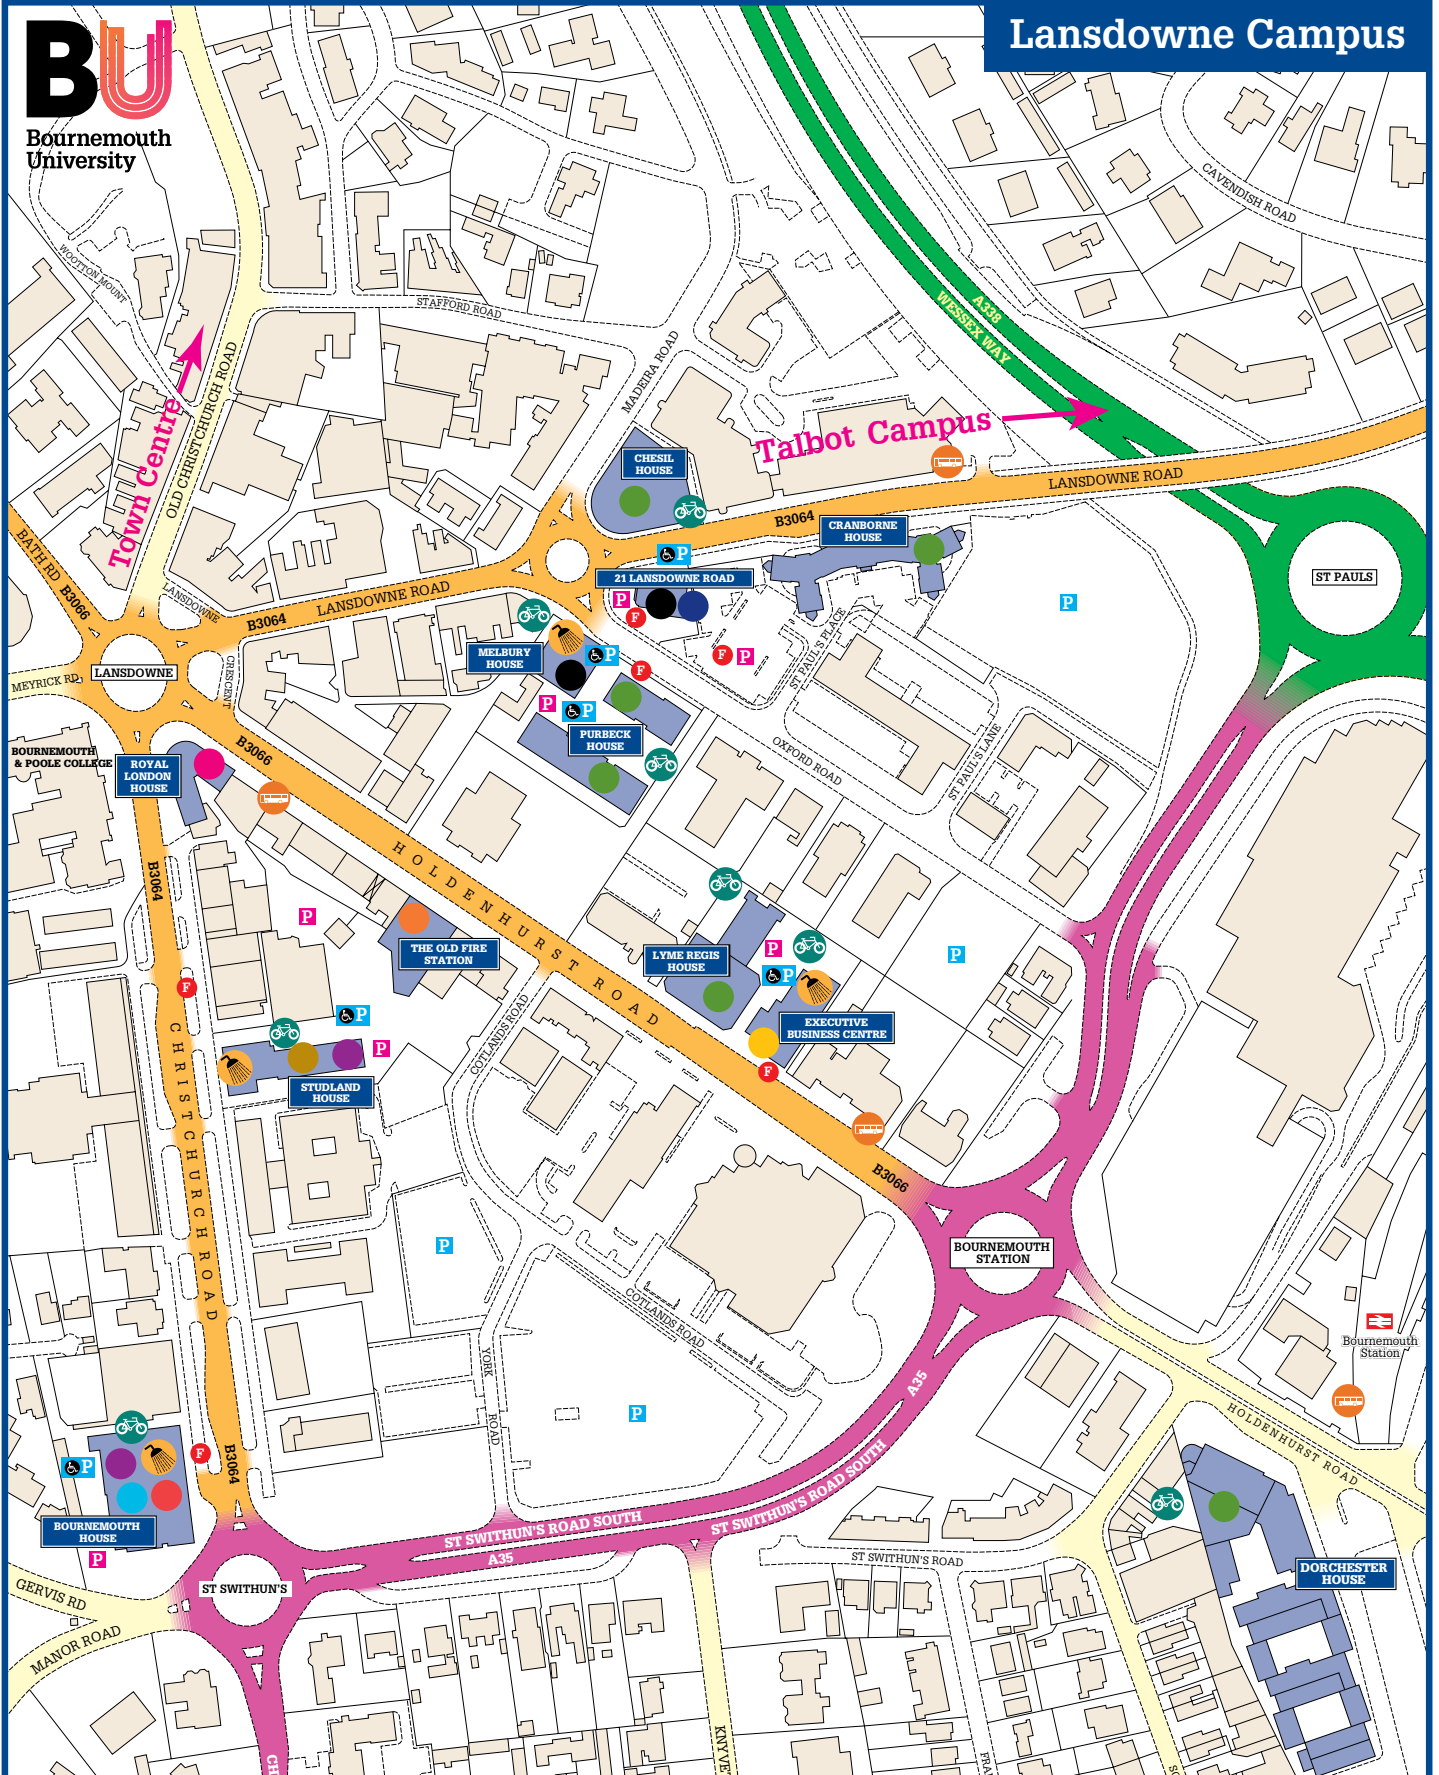 BU
Bournemouth
University
Lansdowne Campus
CAVENDISH ROAD
WOOTTON MOUNT
STAFFORD ROAD
A338
WESSEX WAY
MADEIRA ROAD
OLD CHRISTCHURCH ROAD
Town Centre
Talbot Campus
CHESIL
HOUSE
LANSDOWNE ROAD
B3064
CRANBORNE
HOUSE
BATH RD
B3066
P
21 LANSDOWNE ROAD
ST PAULS
LANSDOWNE
CRESCENT
B3064
LANSDOWNE ROAD
P
F
P
ST PAUL'S PLACE
MELBURY
HOUSE
P
F
F
P
LANSDOWNE
MEYRICK RD
P
P
PURBECK
HOUSE
OXFORD ROAD
ST PAUL'S LANE
BOURNEMOUTH
& POOLE COLLEGE
ROYAL
LONDON
HOUSE
B3066
B3064
HOLDENHURST ROAD
P
THE OLD FIRE
STATION
LYME REGIS
HOUSE
P
P
P
F
COTLANDS ROAD
P
EXECUTIVE
BUSINESS CENTRE
CHRISTCHURCH ROAD
P
STUDLAND
HOUSE
F
B3066
P
BOURNEMOUTH
STATION
COTLANDS ROAD
Bournemouth
Station
YORK
ROAD
A35
P
HOLDENHURST ROAD
F
B3064
P
BOURNEMOUTH
HOUSE
P
ST SWITHUN'S ROAD SOUTH
A35
ST SWITHUN'S ROAD SOUTH
ST SWITHUN'S ROAD
DORCHESTER
HOUSE
GERVIS RD
ST SWITHUN'S
MANOR ROAD
KNYVE
CH
FRA